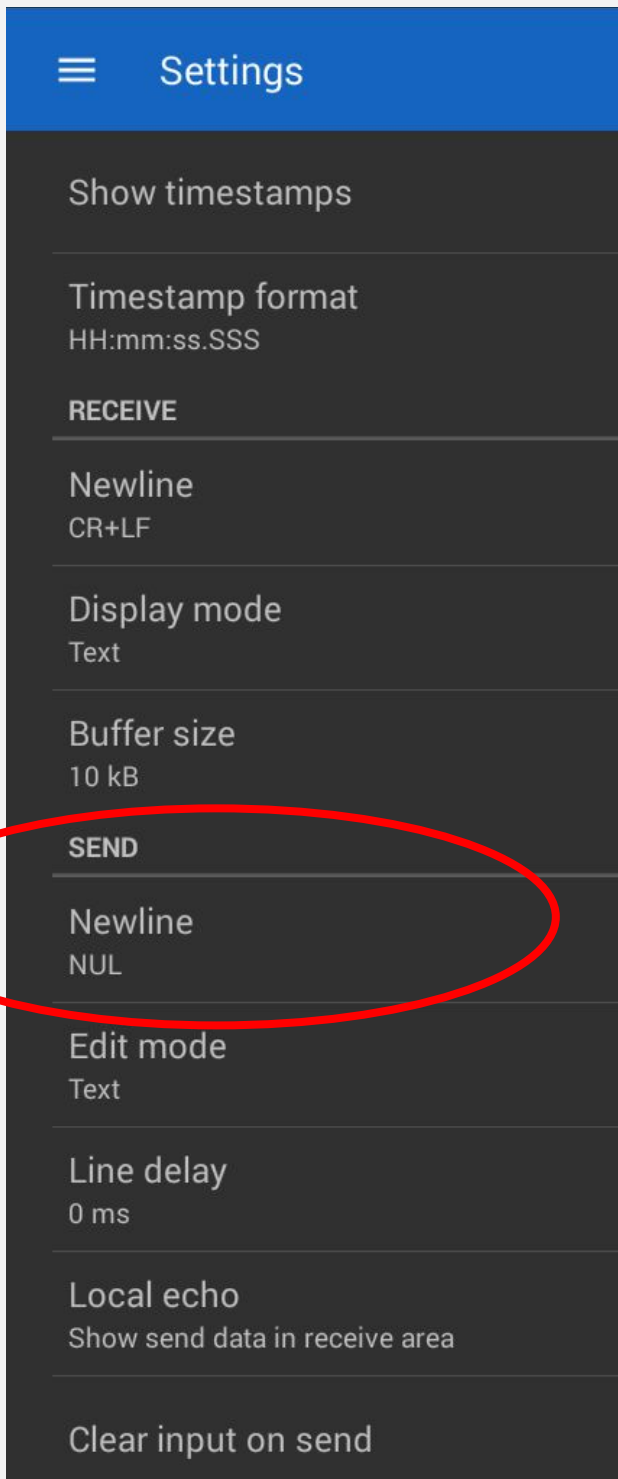 Settings
Show timestamps
Timestamp format
HH:mm:ss.SSS
RECEIVE
Newline
CR+LF
Display mode
Text
Buffer size
10 kB
SEND
Newline
NUL
Edit mode
Text
Line delay
0 ms
Local echo
Show send data in receive area
Clear input on send